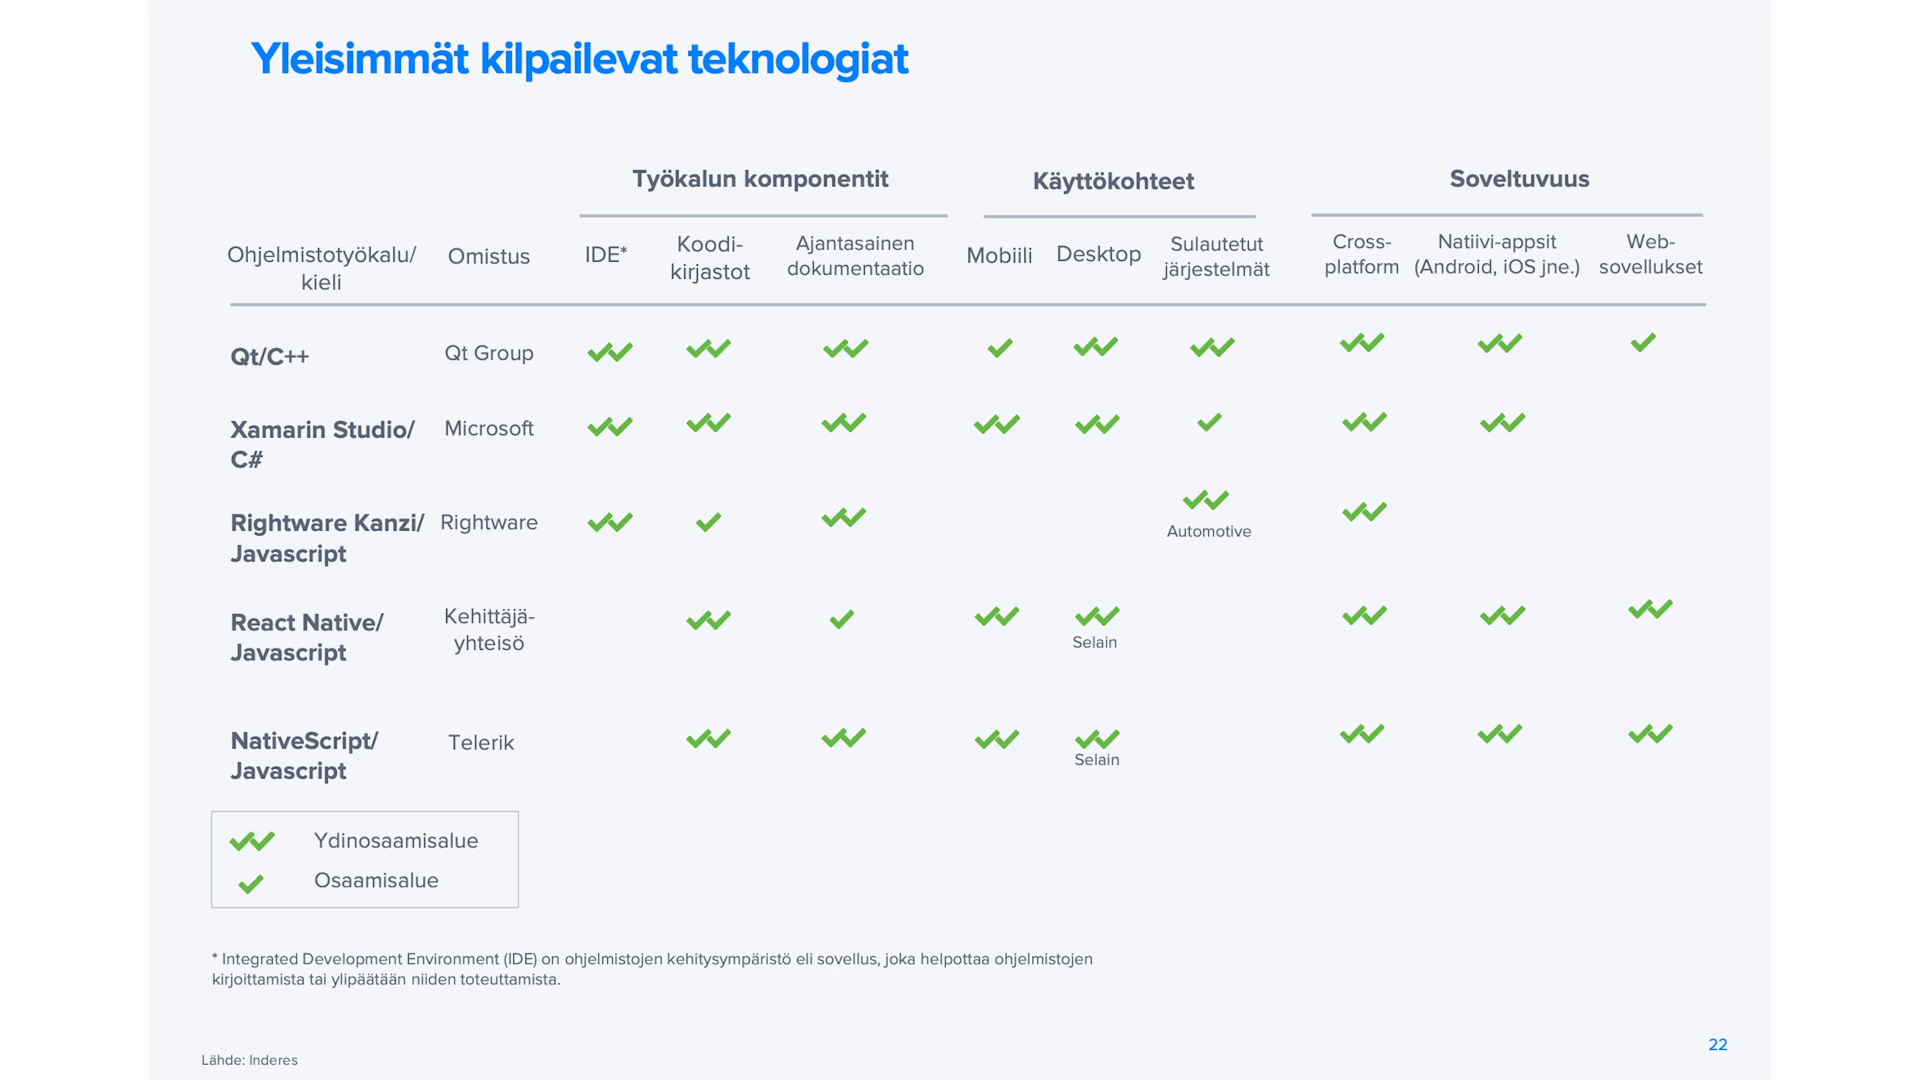 Yleisimmät kilpailevat teknologiat
Työkalun komponentit
Käyttökohteet
Soveltuvuus
Ohjelmistotyökalu/
kieli
Omistus
IDE*
Koodi-
kirjastot
Ajantasainen
dokumentaatio
Mobiili
Desktop
Sulautetut
järjestelmät
Cross-
platform
Natiivi-appsit
(Android, iOS jne.)
Web-
sovellukset
Qt/C++
Qt Group
Xamarin Studio/
C#
Microsoft
Rightware Kanzi/
Javascript
Rightware
Automotive
React Native/
Javascript
Kehittäjä-
yhteisö
Selain
NativeScript/
Javascript
Telerik
Selain
Ydinosaamisalue
Osaamisalue
* Integrated Development Environment (IDE) on ohjelmistojen kehitysympäristö eli sovellus, joka helpottaa ohjelmistojen
kirjoittamista tai ylipäätään niiden toteuttamista.
22
Lähde: Inderes